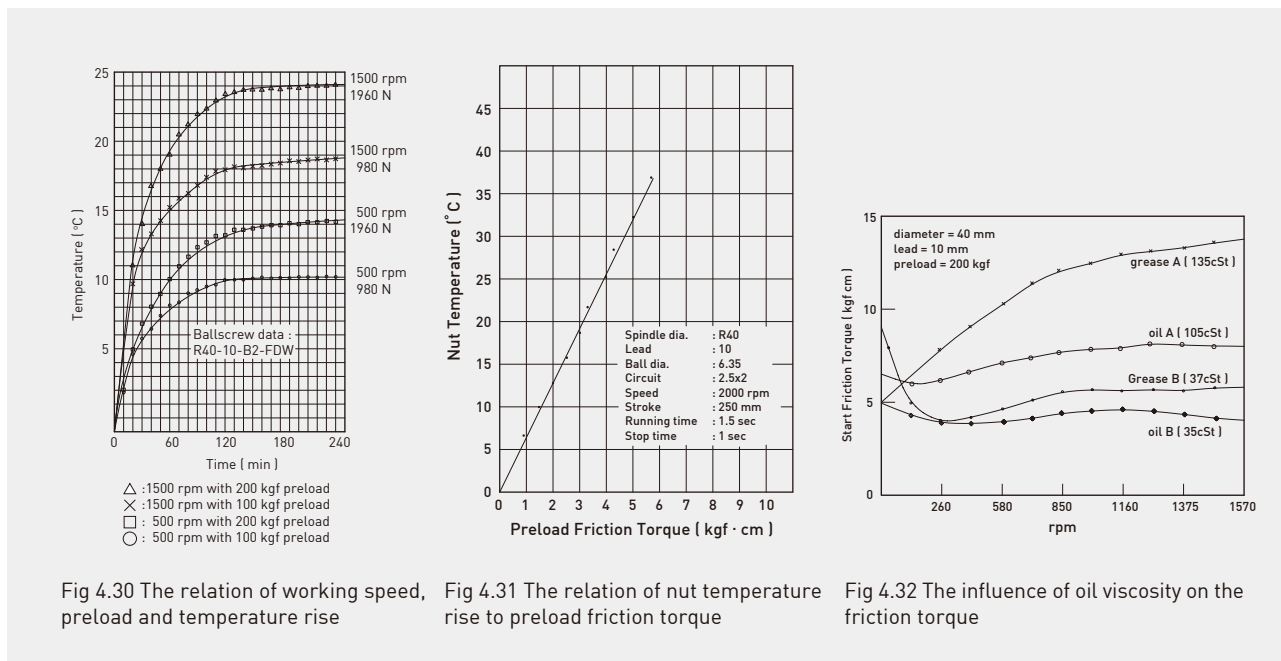 25
20
15
10
5
0
60
120
180
240
Temperature ( °C)
Time ( min )
1500 rpm
1960 N
1500 rpm
980 N
500 rpm
1960 N
500 rpm
980 N
Ballscrew data :
R40-10-B2-FDW
:1500 rpm with 200 kgf preload
:1500 rpm with 100 kgf preload
: 500 rpm with 200 kgf preload
: 500 rpm with 100 kgf preload
Fig 4.30 The relation of working speed,
preload and temperature rise
45
40
35
30
25
20
15
10
5
0
0 1 2 3 4 5 6 7 8 9 10
Nut Temperature (˚C )
Preload Friction Torque ( kgf · cm )
Spindle dia. : R40
Lead : 10
Ball dia. : 6.35
Circuit : 2.5x2
Speed : 2000 rpm
Stroke : 250 mm
Running time : 1.5 sec
Stop time : 1 sec
Fig 4.31 The relation of nut temperature
rise to preload friction torque
15
10
5
0
Start Friction Torque ( kgf cm )
diameter = 40 mm
lead = 10 mm
preload = 200 kgf
grease A ( 135cSt )
oil A ( 105cSt )
Grease B ( 37cSt )
oil B ( 35cSt )
260 580 850 1160 1375 1570
rpm
Fig 4.32 The influence of oil viscosity on the
friction torque